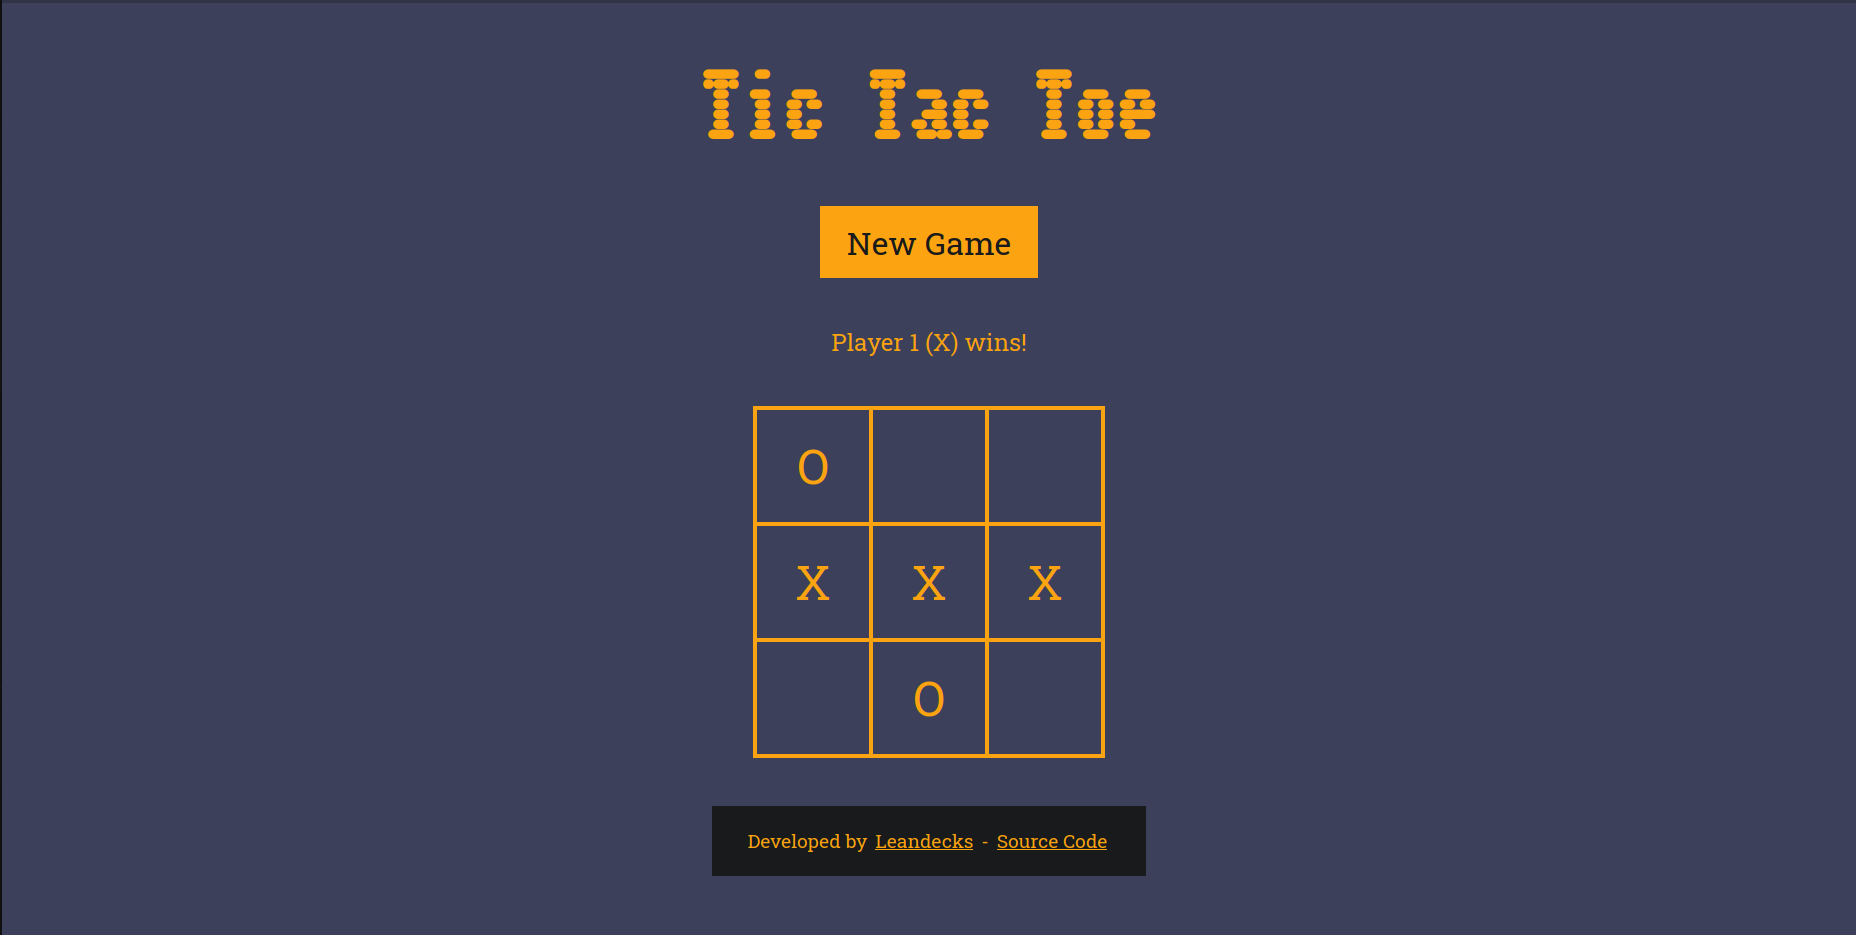 Tic Tac Toe
New Game
Player 1 (X) wins!
O
X X X
O
Developed by Leandecks - Source Code